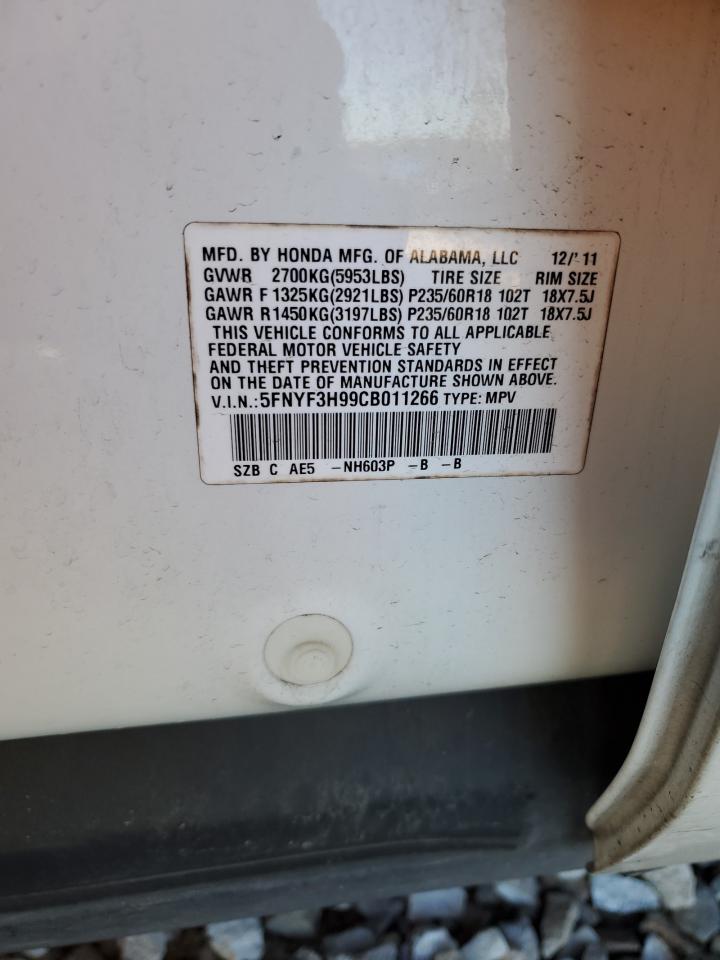 MFD. BY HONDA MFG. OF ALABAMA, LLC 12/'11
GVWR 2700KG(5953LBS) TIRE SIZE RIM SIZE
GAWR F 1325KG(2921LBS) P235/60R18 102T 18X7.5J
GAWR R1450KG(3197LBS) P235/60R18 102T 18X7.5J
THIS VEHICLE CONFORMS TO ALL APPLICABLE
FEDERAL MOTOR VEHICLE SAFETY
AND THEFT PREVENTION STANDARDS IN EFFECT
ON THE DATE OF MANUFACTURE SHOWN ABOVE.
V.I.N.:5FNYF3H99CB011266 TYPE: MPV
SZB C AE5 -NH603P -B -B